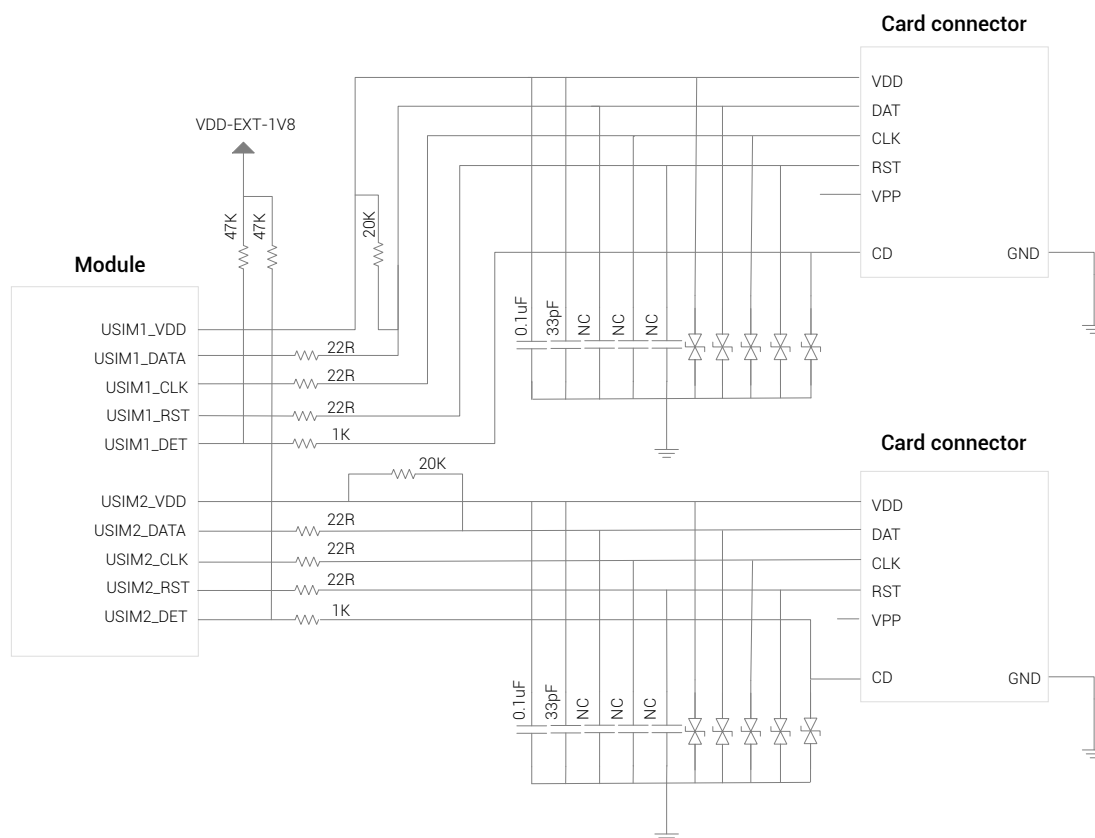 Card connector
VDD
DAT
CLK
RST
VPP
CD
GND
VDD-EXT-1V8
47K
47K
20K
Module
USIM1_VDD
USIM1_DATA
22R
USIM1_CLK
22R
USIM1_RST
22R
USIM1_DET
1K
0.1uF
33pF
NC
NC
NC
Card connector
20K
USIM2_VDD
USIM2_DATA
22R
USIM2_CLK
22R
USIM2_RST
22R
USIM2_DET
1K
VDD
DAT
CLK
RST
VPP
CD
GND
0.1uF
33pF
NC
NC
NC